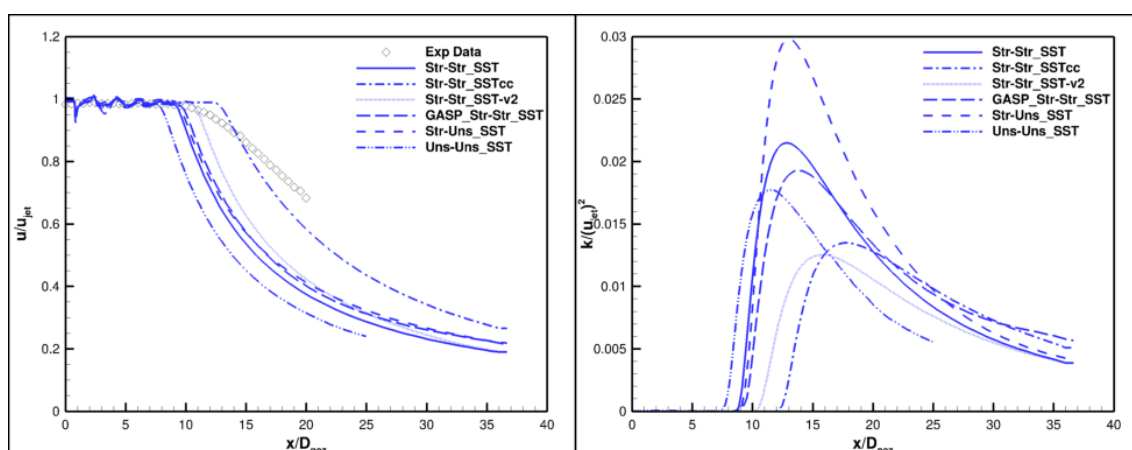 1.2
1
0.8
0.6
0.4
0.2
0
u/u_jet
Exp Data
Str-Str_SST
Str-Str_SSTcc
Str-Str_SST-v2
GASP_Str-Str_SST
Str-Uns_SST
Uns-Uns_SST
0 5 10 15 20 25 30 35 40
x/D
0.03
0.025
0.02
0.015
0.01
0.005
0
k/(u_jet)^2
Str-Str_SST
Str-Str_SSTcc
Str-Str_SST-v2
GASP_Str-Str_SST
Str-Uns_SST
Uns-Uns_SST
0 5 10 15 20 25 30 35 40
x/D